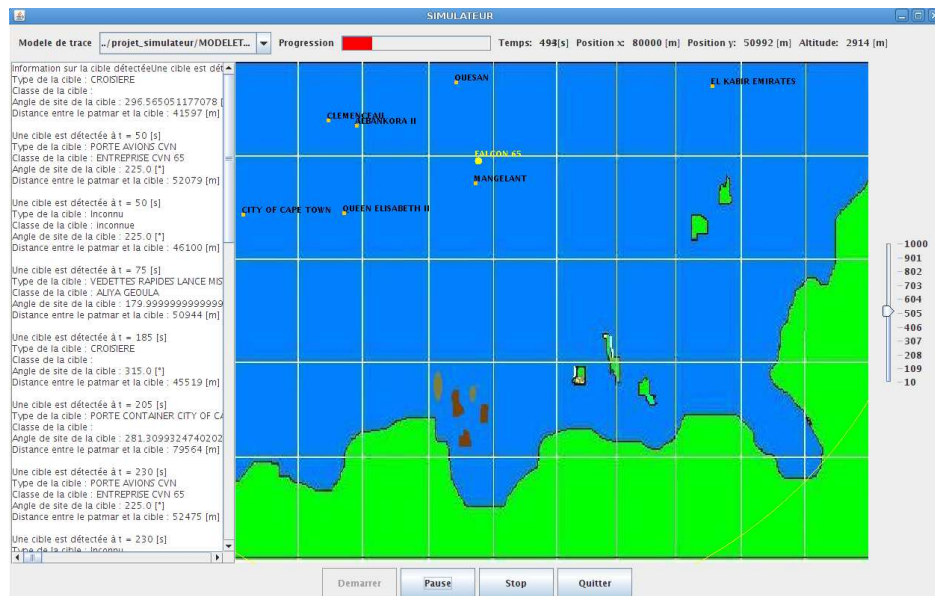 SIMULATEUR
Modele de trace ../projet_simulateur/MODELET... Progression Temps: 493[s] Position x: 80000 [m] Position y: 50992 [m] Altitude: 2914 [m]
Information sur la cible détectéeUne cible est dét
Type de la cible : CROISIERE
Classe de la cible :
Angle de site de la cible : 296.565051177078 [
Distance entre le patmar et la cible : 41597 [m]
Une cible est détectée à t = 50 [s]
Type de la cible : PORTE AVIONS CVN
Classe de la cible : ENTREPRISE CVN 65
Angle de site de la cible : 225.0 [°]
Distance entre le patmar et la cible : 52079 [m]
Une cible est détectée à t = 50 [s]
Type de la cible : Inconnu
Classe de la cible : inconnue
Angle de site de la cible : 225.0 [°]
Distance entre le patmar et la cible : 46100 [m]
Une cible est détectée à t = 75 [s]
Type de la cible : VEDETTES RAPIDES LANCE MIS
Classe de la cible : ALIYA GEOULA
Angle de site de la cible : 179.9999999999999
Distance entre le patmar et la cible : 50944 [m]
Une cible est détectée à t = 185 [s]
Type de la cible : CROISIERE
Classe de la cible :
Angle de site de la cible : 315.0 [°]
Distance entre le patmar et la cible : 45519 [m]
Une cible est détectée à t = 205 [s]
Type de la cible : PORTE CONTAINER CITY OF CA
Classe de la cible :
Angle de site de la cible : 281.3099324740202
Distance entre le patmar et la cible : 79564 [m]
Une cible est détectée à t = 230 [s]
Type de la cible : PORTE AVIONS CVN
Classe de la cible : ENTREPRISE CVN 65
Angle de site de la cible : 225.0 [°]
Distance entre le patmar et la cible : 52475 [m]
Une cible est détectée à t = 230 [s]
Type de la cible : Inconnu
OUESAN
EL KABIR EMIRATES
CLEMENCEAU
ALBANKORA II
FALCON 65
MANGELANT
CITY OF CAPE TOWN
QUEEN ELISABETH II
1000
901
802
703
604
505
406
307
208
109
10
Demarrer Pause Stop Quitter